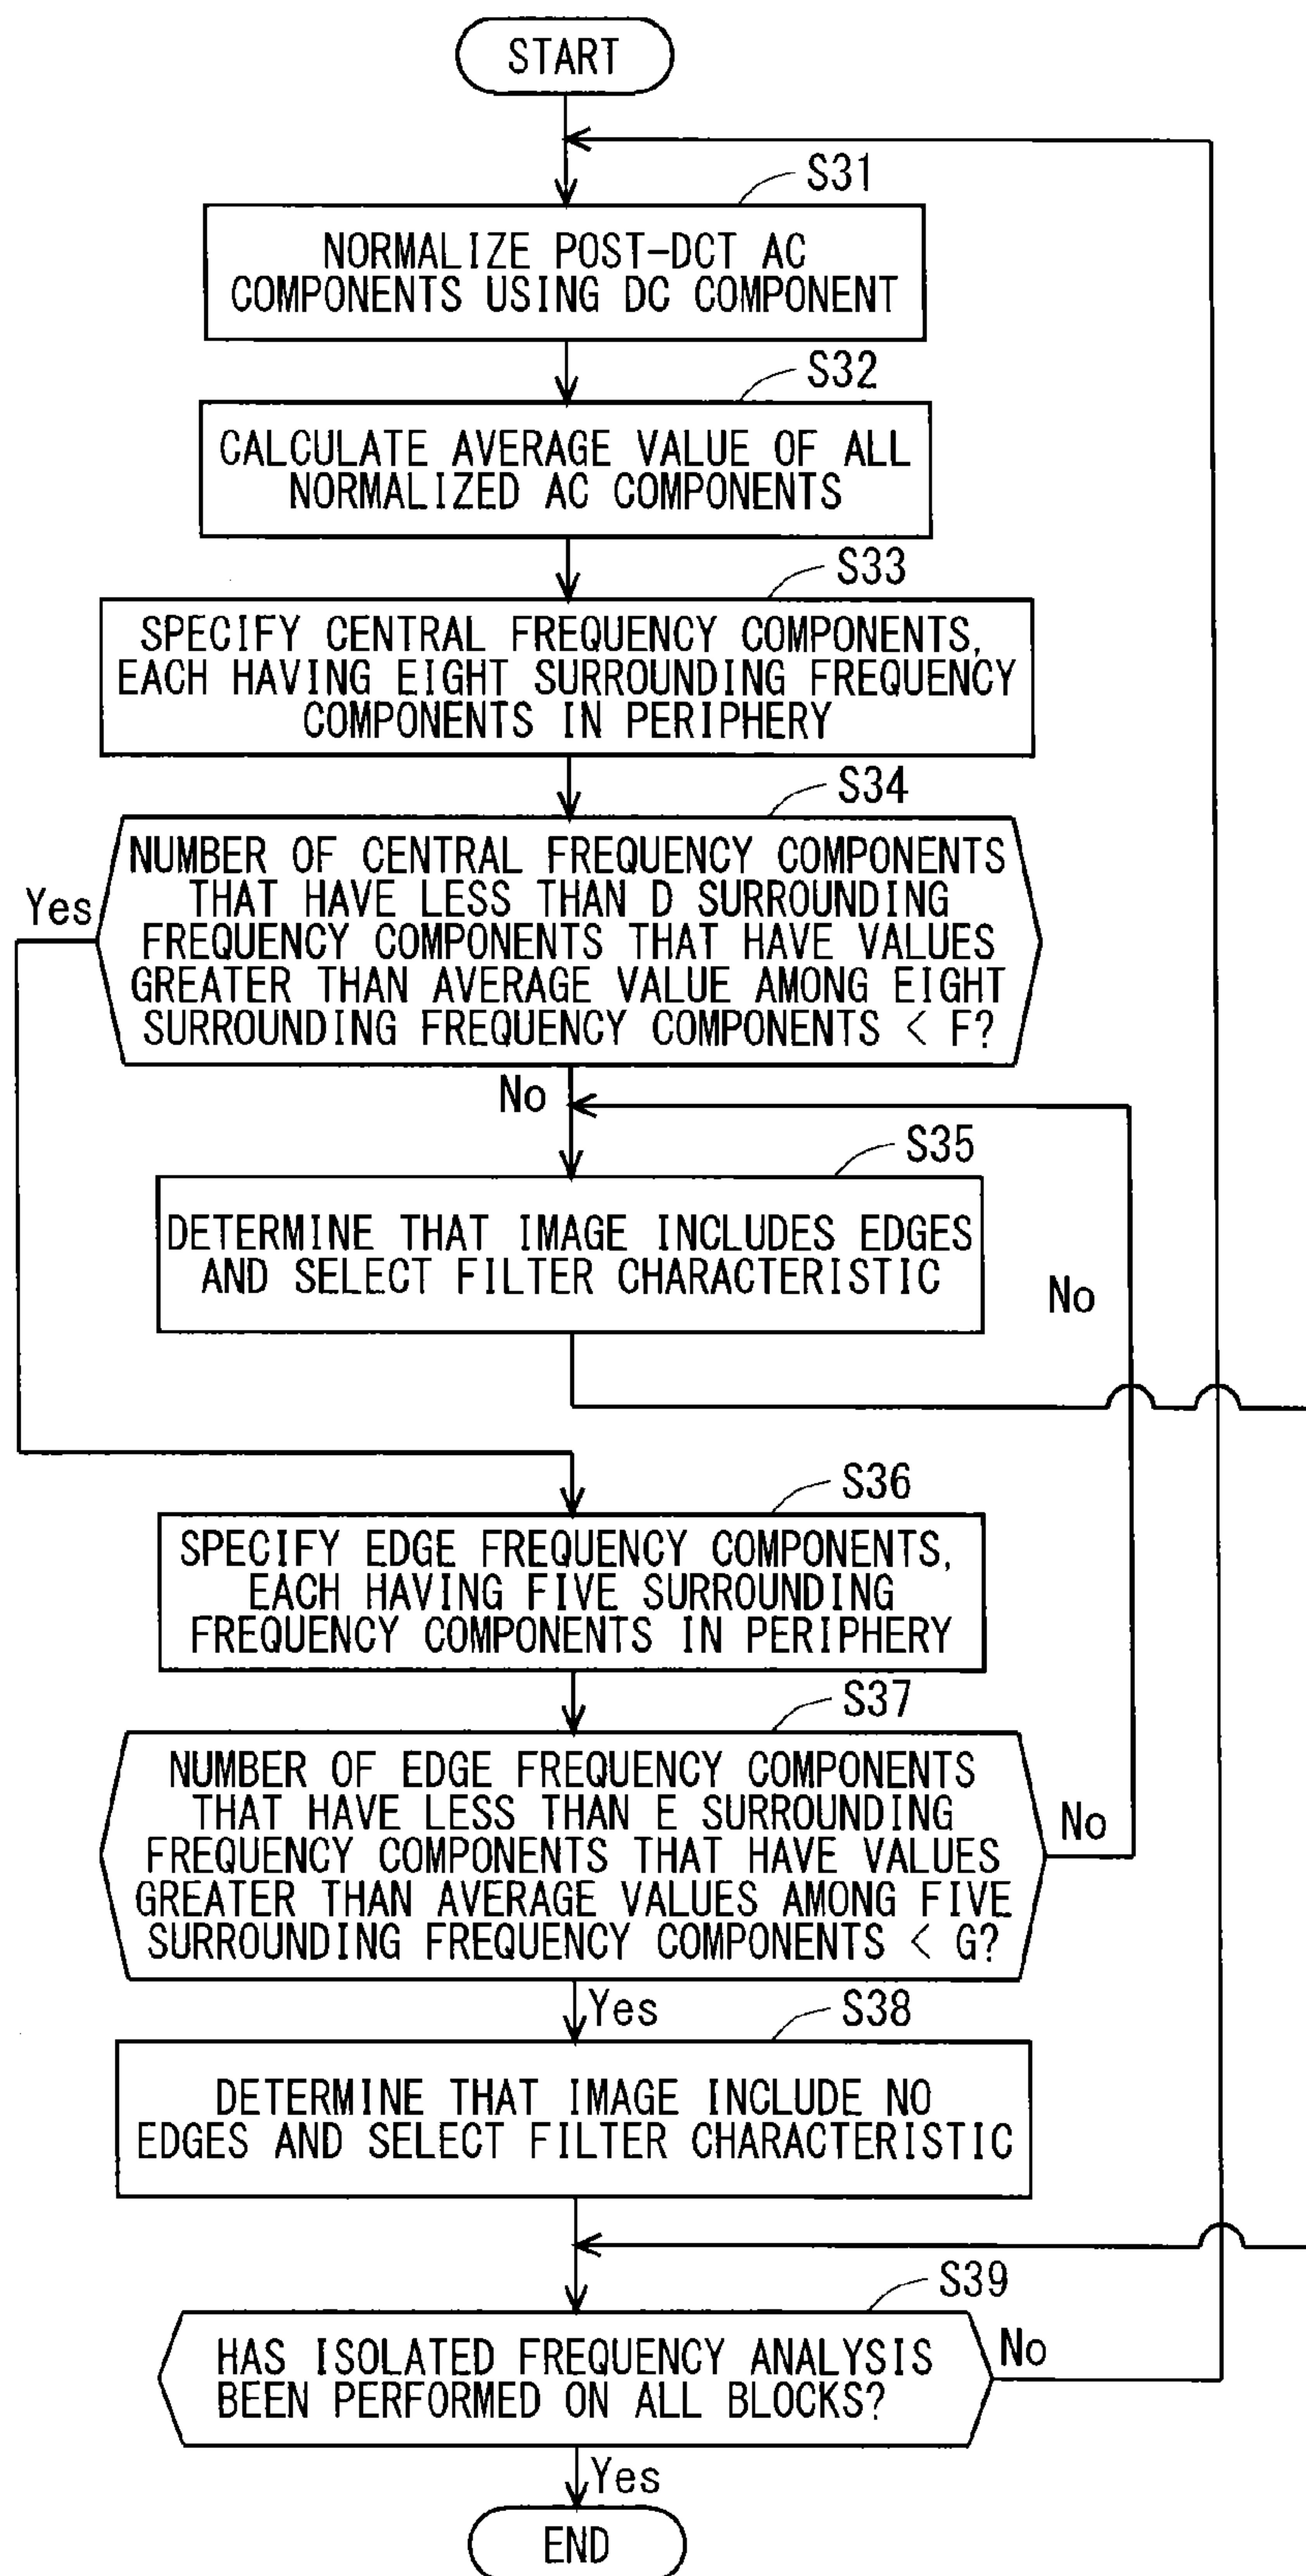 START
S31
NORMALIZE POST-DCT AC
COMPONENTS USING DC COMPONENT
S32
CALCULATE AVERAGE VALUE OF ALL
NORMALIZED AC COMPONENTS
S33
SPECIFY CENTRAL FREQUENCY COMPONENTS,
EACH HAVING EIGHT SURROUNDING FREQUENCY
COMPONENTS IN PERIPHERY
S34
NUMBER OF CENTRAL FREQUENCY COMPONENTS
THAT HAVE LESS THAN D SURROUNDING
FREQUENCY COMPONENTS THAT HAVE VALUES
GREATER THAN AVERAGE VALUE AMONG EIGHT
SURROUNDING FREQUENCY COMPONENTS < F?
Yes
No
S35
DETERMINE THAT IMAGE INCLUDES EDGES
AND SELECT FILTER CHARACTERISTIC
No
S36
SPECIFY EDGE FREQUENCY COMPONENTS,
EACH HAVING FIVE SURROUNDING
FREQUENCY COMPONENTS IN PERIPHERY
S37
NUMBER OF EDGE FREQUENCY COMPONENTS
THAT HAVE LESS THAN E SURROUNDING
FREQUENCY COMPONENTS THAT HAVE VALUES
GREATER THAN AVERAGE VALUES AMONG FIVE
SURROUNDING FREQUENCY COMPONENTS < G?
No
Yes
S38
DETERMINE THAT IMAGE INCLUDE NO
EDGES AND SELECT FILTER CHARACTERISTIC
S39
HAS ISOLATED FREQUENCY ANALYSIS
BEEN PERFORMED ON ALL BLOCKS?
No
Yes
END